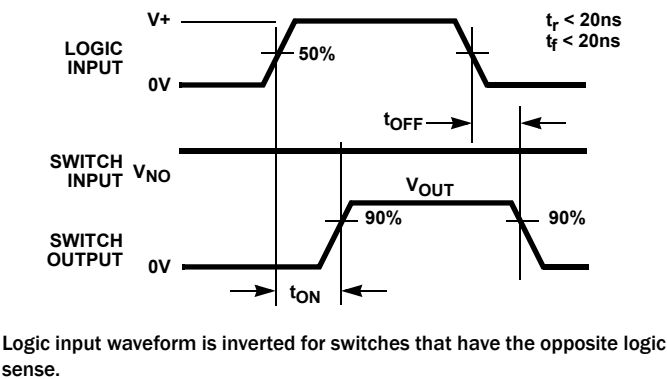 V+
LOGIC
INPUT
50%
0V
tr < 20ns
tf < 20ns
tOFF
SWITCH
INPUT
VNO
VOUT
90%
90%
SWITCH
OUTPUT
0V
tON
Logic input waveform is inverted for switches that have the opposite logic
sense.